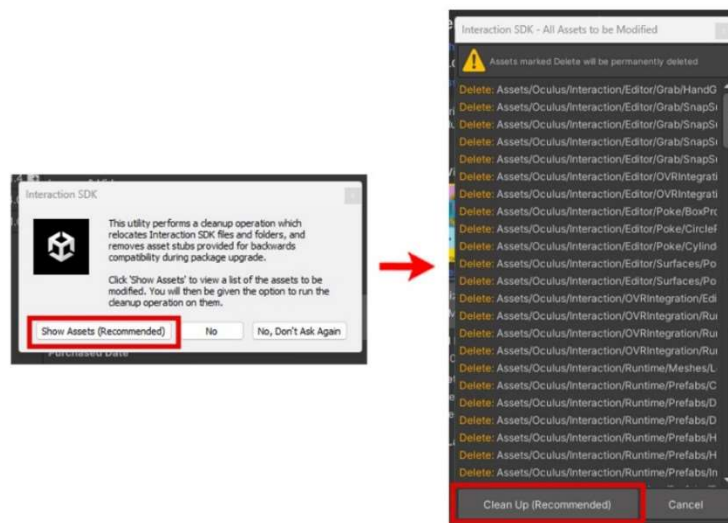 Interaction SDK
This utility performs a cleanup operation which
relocates Interaction SDK files and folders, and
removes asset stubs provided for backwards
compatibility during package upgrade.
Click 'Show Assets' to view a list of the assets to be
modified. You will then be given the option to run the
cleanup operation on them.
Show Assets (Recommended) No No, Don't Ask Again
Purchased Date
Interaction SDK - All Assets to be Modified
Assets marked Delete will be permanently deleted
Delete: Assets/Oculus/Interaction/Editor/Grab/HandG
Delete: Assets/Oculus/Interaction/Editor/Grab/SnapS
Delete: Assets/Oculus/Interaction/Editor/Grab/SnapS
Delete: Assets/Oculus/Interaction/Editor/Grab/SnapS
Delete: Assets/Oculus/Interaction/Editor/Grab/SnapS
Delete: Assets/Oculus/Interaction/Editor/OVRIntegrati
Delete: Assets/Oculus/Interaction/Editor/OVRIntegrati
Delete: Assets/Oculus/Interaction/Editor/Poke/BoxPro
Delete: Assets/Oculus/Interaction/Editor/Poke/Circle
Delete: Assets/Oculus/Interaction/Editor/Poke/Cylind
Delete: Assets/Oculus/Interaction/Editor/Surfaces/Po
Delete: Assets/Oculus/Interaction/Editor/Surfaces/Po
Delete: Assets/Oculus/Interaction/OVRIntegration/Edi
Delete: Assets/Oculus/Interaction/OVRIntegration/Ru
Delete: Assets/Oculus/Interaction/OVRIntegration/Ru
Delete: Assets/Oculus/Interaction/OVRIntegration/Ru
Delete: Assets/Oculus/Interaction/Runtime/Meshes/L
Delete: Assets/Oculus/Interaction/Runtime/Prefabs/C
Delete: Assets/Oculus/Interaction/Runtime/Prefabs/D
Delete: Assets/Oculus/Interaction/Runtime/Prefabs/D
Delete: Assets/Oculus/Interaction/Runtime/Prefabs/H
Delete: Assets/Oculus/Interaction/Runtime/Prefabs/H
Delete: Assets/Oculus/Interaction/Runtime/Prefabs/In
Clean Up (Recommended) Cancel